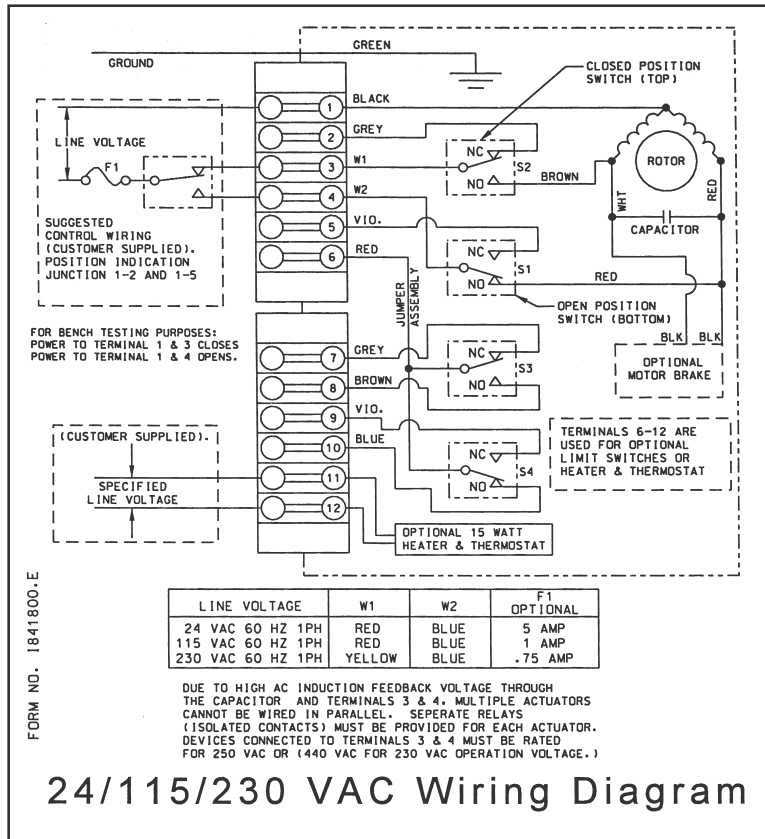 GREEN
GROUND
CLOSED POSITION
SWITCH (TOP)
1
BLACK
LINE VOLTAGE
2
GREY
F1
3
W1
NC
S2
NO
BROWN
ROTOR
4
W2
WHT
RED
CAPACITOR
SUGGESTED
CONTROL WIRING
(CUSTOMER SUPPLIED).
POSITION INDICATION
JUNCTION 1-2 AND 1-5
5
VIO.
6
RED
NC
S1
NO
RED
JUMPER
ASSEMBLY
OPEN POSITION
SWITCH (BOTTOM)
FOR BENCH TESTING PURPOSES:
POWER TO TERMINAL 1 & 3 CLOSES
POWER TO TERMINAL 1 & 4 OPENS.
BLK
BLK
OPTIONAL
MOTOR BRAKE
7
GREY
NC
S3
NO
8
BROWN
9
VIO.
10
BLUE
NC
S4
NO
TERMINALS 6-12 ARE
USED FOR OPTIONAL
LIMIT SWITCHES OR
HEATER & THERMOSTAT
(CUSTOMER SUPPLIED).
SPECIFIED
LINE VOLTAGE
11
12
OPTIONAL 15 WATT
HEATER & THERMOSTAT
FORM NO. I841800.E
LINE VOLTAGE W1 W2 F1 OPTIONAL
24 VAC 60 HZ 1PH RED BLUE 5 AMP
115 VAC 60 HZ 1PH RED BLUE 1 AMP
230 VAC 60 HZ 1PH YELLOW BLUE .75 AMP
DUE TO HIGH AC INDUCTION FEEDBACK VOLTAGE THROUGH
THE CAPACITOR AND TERMINALS 3 & 4. MULTIPLE ACTUATORS
CANNOT BE WIRED IN PARALLEL. SEPERATE RELAYS
(ISOLATED CONTACTS) MUST BE PROVIDED FOR EACH ACTUATOR.
DEVICES CONNECTED TO TERMINALS 3 & 4 MUST BE RATED
FOR 250 VAC OR (440 VAC FOR 230 VAC OPERATION VOLTAGE.)
24/115/230 VAC Wiring Diagram